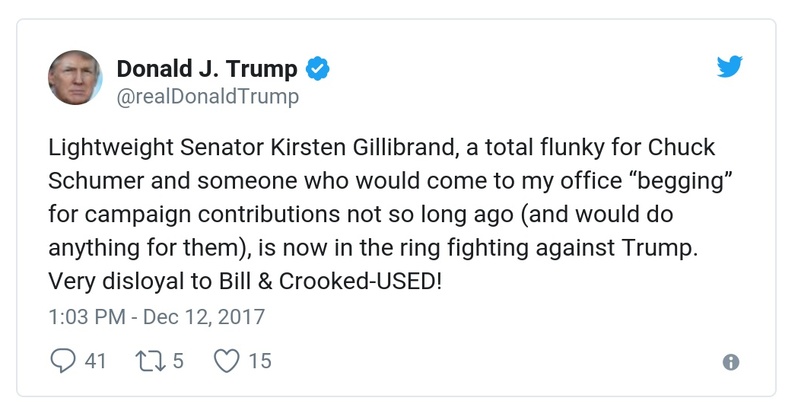 Donald J. Trump
@realDonaldTrump
Lightweight Senator Kirsten Gillibrand, a total flunky for Chuck
Schumer and someone who would come to my office “begging”
for campaign contributions not so long ago (and would do
anything for them), is now in the ring fighting against Trump.
Very disloyal to Bill & Crooked-USED!
1:03 PM - Dec 12, 2017
41 5 15